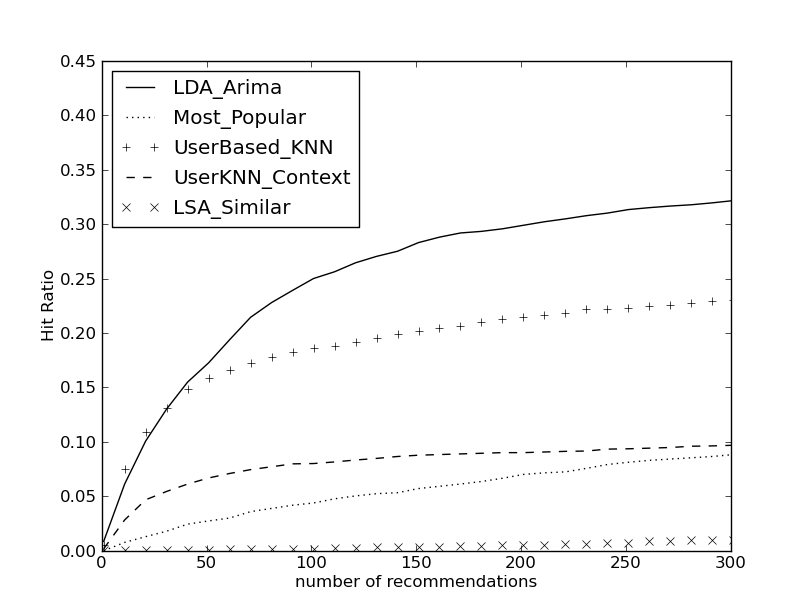 0.45
0.40
0.35
0.30
0.25
0.20
0.15
0.10
0.05
0.00
Hit Ratio
LDA_Arima
Most_Popular
UserBased_KNN
UserKNN_Context
LSA_Similar
0 50 100 150 200 250 300
number of recommendations